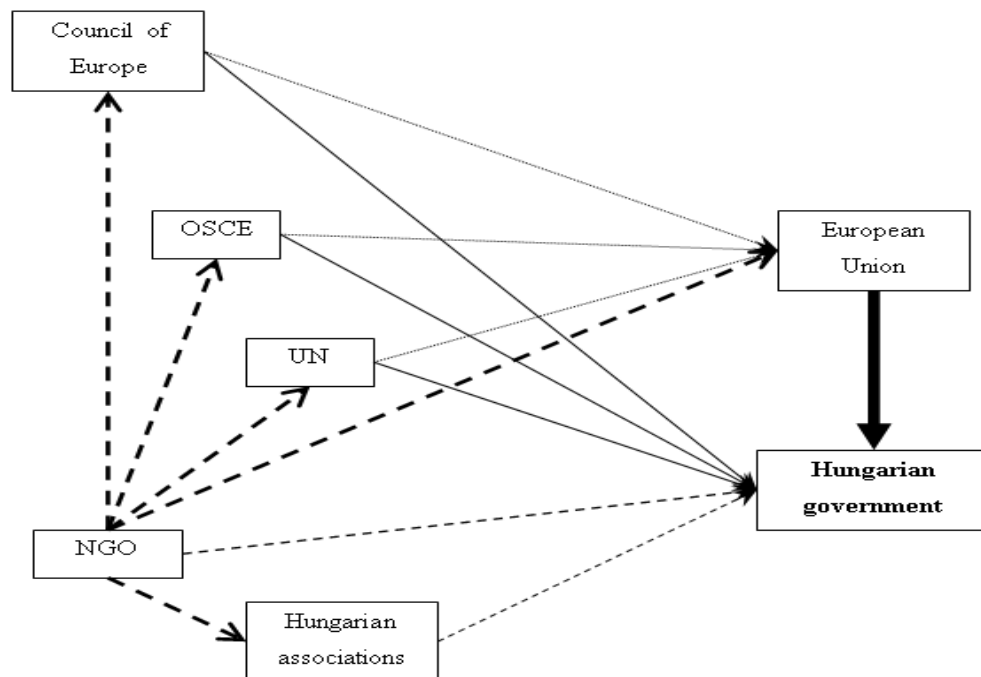 Council of
Europe
OSCE
European
Union
UN
Hungarian
government
NGO
Hungarian
associations